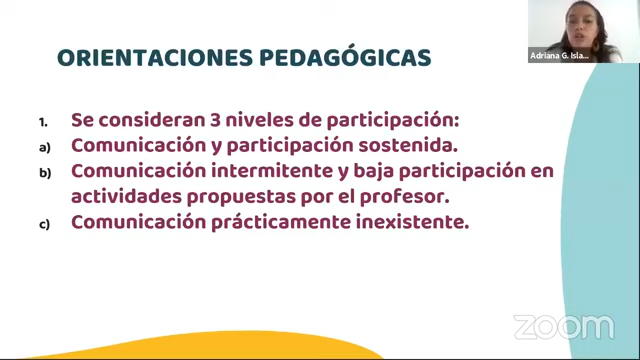 Adriana G. Isla...
ORIENTACIONES PEDAGÓGICAS
1. Se consideran 3 niveles de participación:
a) Comunicación y participación sostenida.
b) Comunicación intermitente y baja participación en
actividades propuestas por el profesor.
c) Comunicación prácticamente inexistente.
zoom